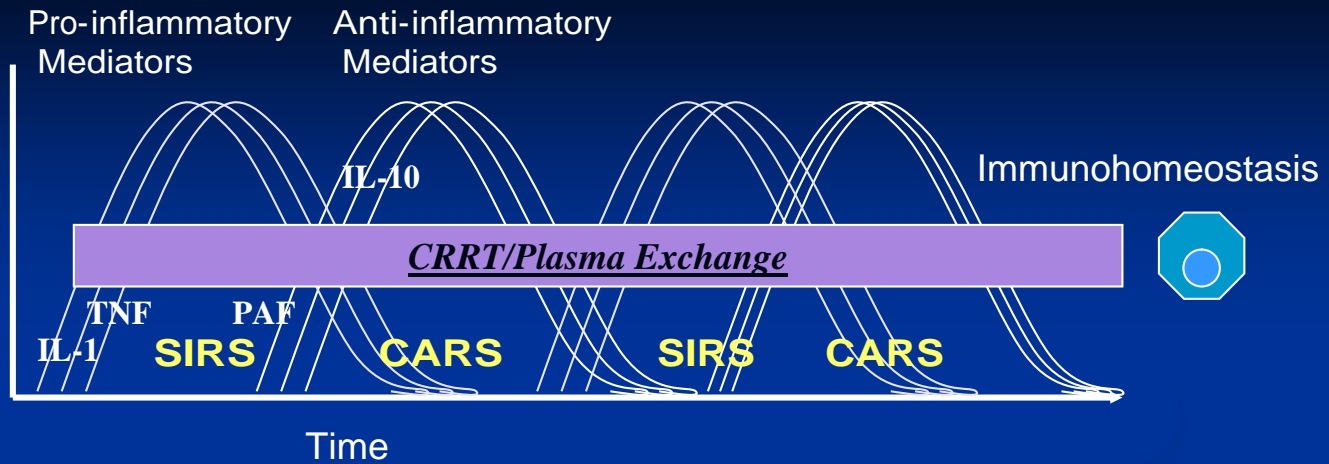 Pro-inflammatory
Mediators
Anti-inflammatory
Mediators
IL-10
Immunohomeostasis
CRRT/Plasma Exchange
TNF
PAF
IL-1
SIRS
CARS
SIRS
CARS
Time